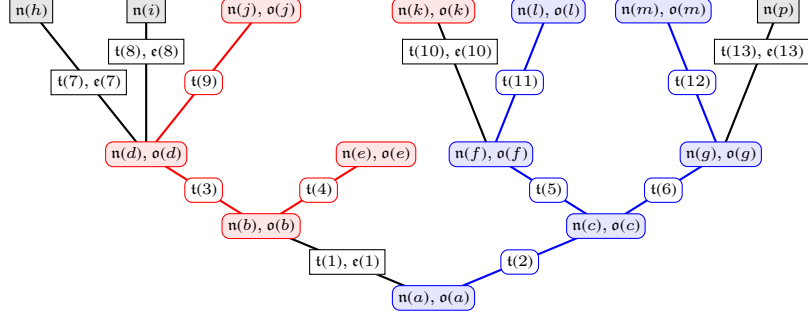 𝔫(h) 𝔫(i) 𝔫(j), 𝔬(j) 𝔫(k), 𝔬(k) 𝔫(l), 𝔬(l) 𝔫(m), 𝔬(m) 𝔫(p)
𝔱(8), 𝔢(8) 𝔱(10), 𝔢(10) 𝔱(13), 𝔢(13)
𝔱(7), 𝔢(7) 𝔱(9) 𝔱(11) 𝔱(12)
𝔫(d), 𝔬(d) 𝔫(e), 𝔬(e) 𝔫(f), 𝔬(f) 𝔫(g), 𝔬(g)
𝔱(3) 𝔱(4) 𝔱(5) 𝔱(6)
𝔫(b), 𝔬(b) 𝔫(c), 𝔬(c)
𝔱(1), 𝔢(1) 𝔱(2)
𝔫(a), 𝔬(a)